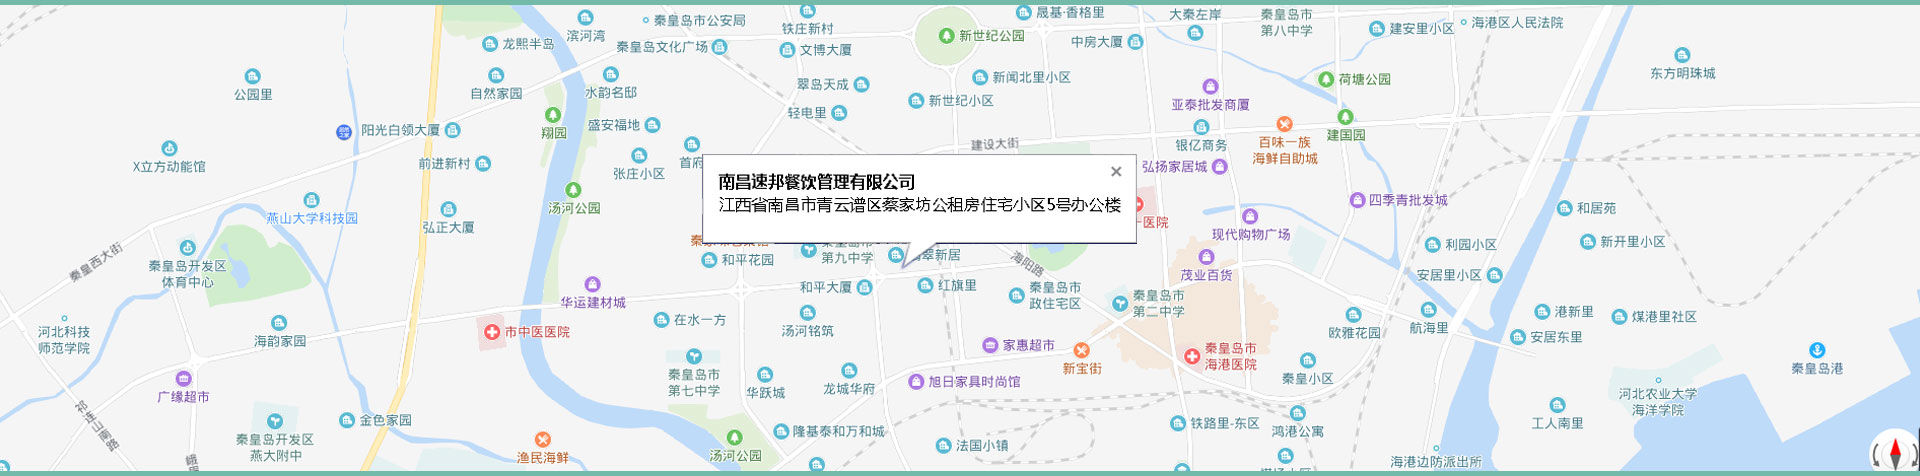 秦皇岛市公安局
铁庄新村
晟基·香格里
大秦左岸
秦皇岛市
第八中学
建安里小区
海港区人民法院
滨河湾
龙熙半岛
秦皇岛文化广场
文博大厦
新世纪公园
中房大厦
东方明珠城
公园里
自然家园
水韵名邸
翠岛天成
新闻北里小区
荷塘公园
新世纪小区
亚泰批发商厦
轻电里
阳光白领大厦
翔园
盛安福地
建国园
银亿商务
百味一族
海鲜自助城
建设大街
X立方动能馆
前进新村
张庄小区
首府
弘扬家居城
南昌速邦餐饮管理有限公司
江西省南昌市青云谱区蔡家坊公租房住宅小区5号办公楼
四季青批发城
和居苑
燕山大学科技园
汤河公园
弘正大厦
一医院
现代购物广场
利园小区
新开里小区
秦皇西大街
秦皇岛开发区
体育中心
和平花园
第九中学
翠新居
海阳路
茂业百货
安居里小区
华运建材城
和平大厦
红旗里
秦皇岛市
政住宅区
秦皇岛市
第二中学
港新里
煤港里社区
河北科技
师范学院
海韵家园
市中医医院
在水一方
汤河铭筑
欧雅花园
航海里
安居东里
家惠超市
新宝街
秦皇岛市
海港医院
秦皇小区
秦皇岛港
广缘超市
秦皇岛市
第七中学
华跃城
龙城华府
旭日家具时尚馆
河北农业大学
海洋学院
祁连山南路
金色家园
秦皇岛开发区
燕大附中
渔民海鲜
汤河公园
隆基泰和万和城
法国小镇
铁路里-东区
鸿港公寓
工人南里
海港边防派出所